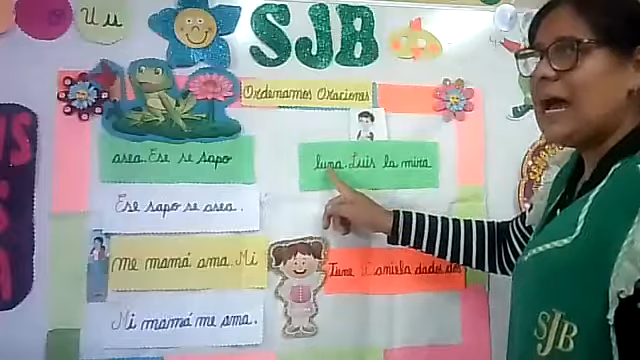 U u
SJB
Ordenamos Oraciones
asea. Ese se sapo
luna. Luis la mira
Ese sapo se asea.
me mamá ama. Mi
Tiene
dados dos
Mi mamá me ama.
SJB